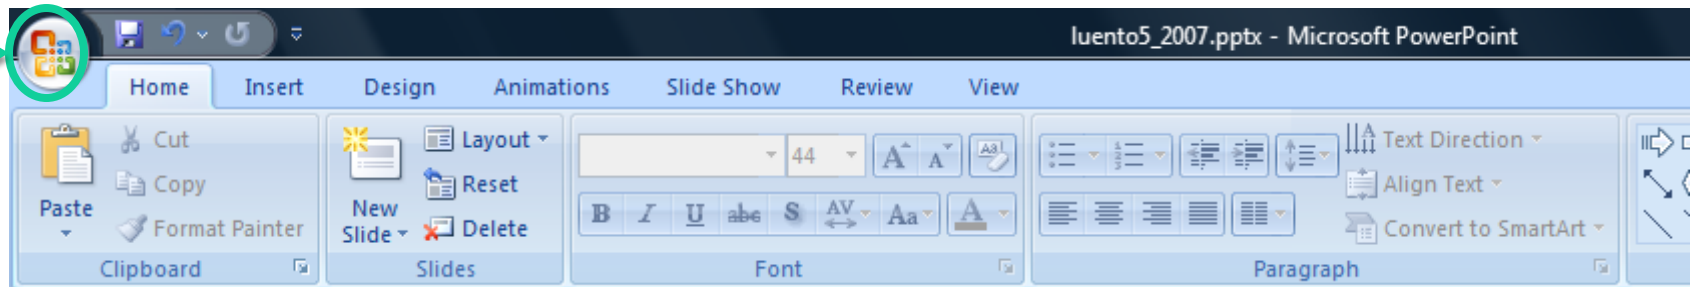 luento5_2007.pptx - Microsoft PowerPoint
Home Insert Design Animations Slide Show Review View
Cut Layout 44 A A Text Direction
Copy Reset Align Text
Paste New B I U abc S AV Aa A
Format Painter Slide Delete Convert to SmartArt
Clipboard Slides Font Paragraph